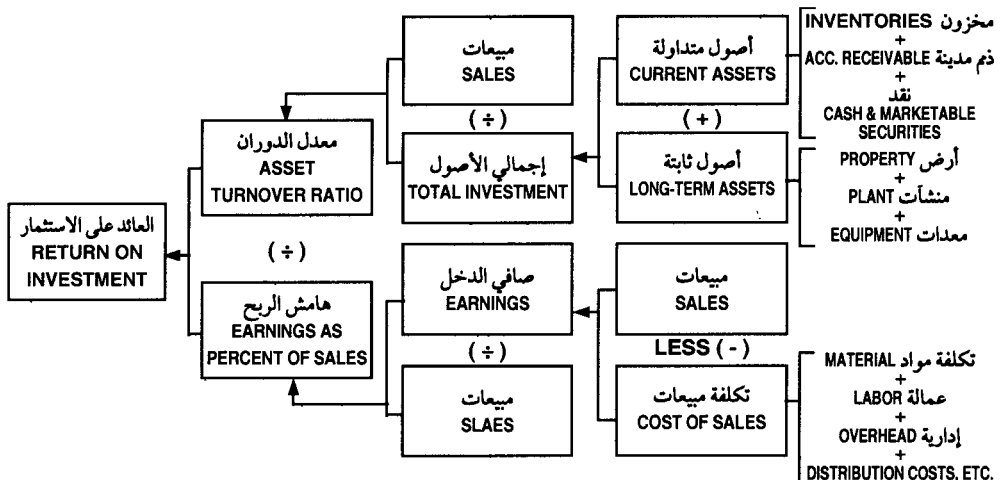 العائد على الاستثمار
RETURN ON
INVESTMENT
معدل الدوران
ASSET
TURNOVER RATIO
(÷)
هامش الربح
EARNINGS AS
PERCENT OF SALES
مبيعات
SALES
(÷)
إجمالي الأصول
TOTAL INVESTMENT
صافي الدخل
EARNINGS
(÷)
مبيعات
SLAES
أصول متداولة
CURRENT ASSETS
(+)
أصول ثابتة
LONG-TERM ASSETS
مبيعات
SALES
LESS (-)
تكلفة مبيعات
COST OF SALES
INVENTORIES مخزون
+
ACC. RECEIVABLE ذمم مدينة
+
نقد
CASH & MARKETABLE
SECURITIES
PROPERTY أرض
+
PLANT منشآت
+
EQUIPMENT معدات
MATERIAL تكلفة مواد
+
LABOR عمالة
+
OVERHEAD إدارية
+
DISTRIBUTION COSTS, ETC.